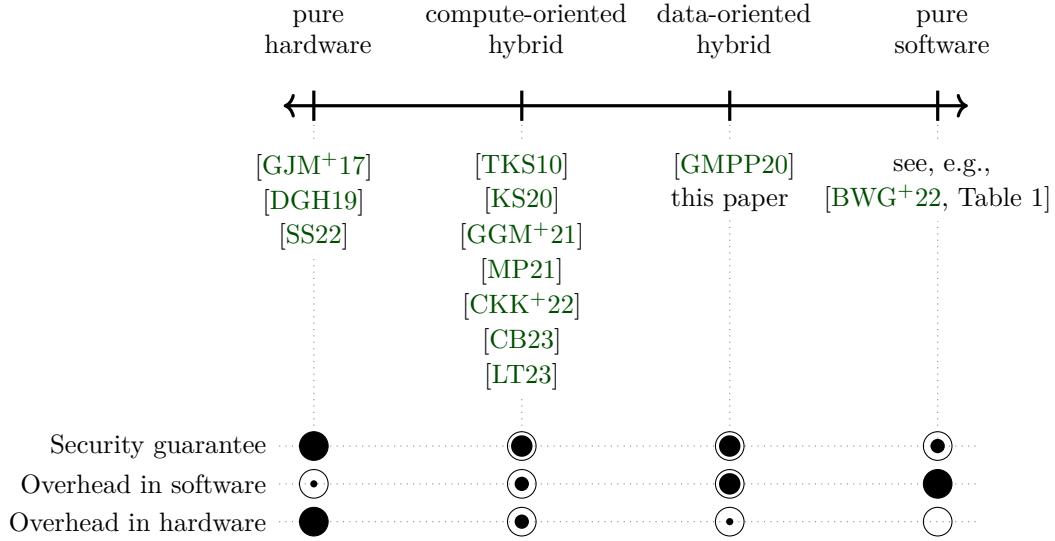 pure
hardware
compute-oriented
hybrid
data-oriented
hybrid
pure
software
[GJM+17]
[DGH19]
[SS22]
[TKS10]
[KS20]
[GGM+21]
[MP21]
[CKK+22]
[CB23]
[LT23]
[GMPP20]
this paper
see, e.g.,
[BWG+22, Table 1]
Security guarantee
Overhead in software
Overhead in hardware